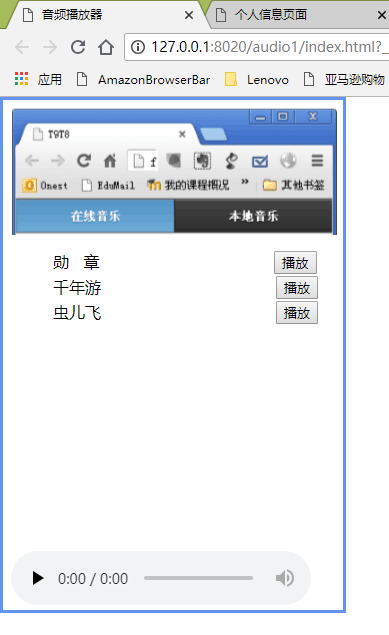 音频播放器 个人信息页面
127.0.0.1:8020/audio1/index.html?_
应用 AmazonBrowserBar Lenovo 亚马逊购物
T9T8
f
Onest EduMail 我的课程概况 » 其他书签
在线音乐 本地音乐
勋 章 播放
千年游 播放
虫儿飞 播放
0:00 / 0:00